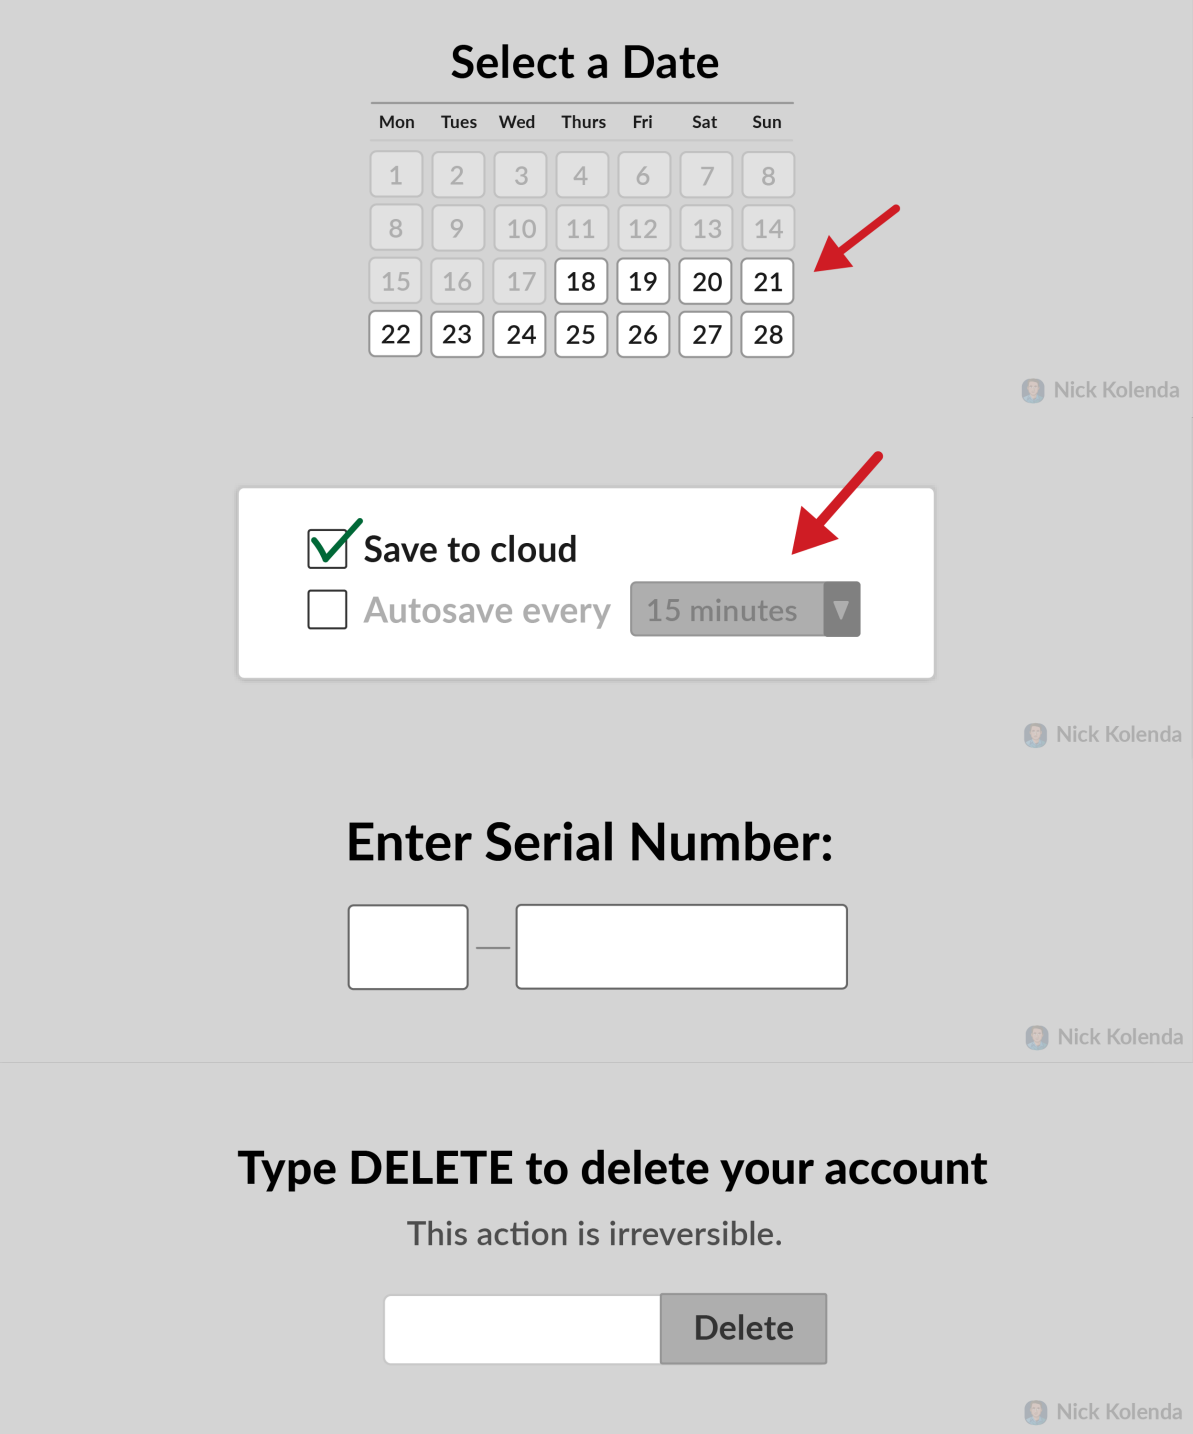 Select a Date
Mon Tues Wed Thurs Fri Sat Sun
1 2 3 4 6 7 8
8 9 10 11 12 13 14
15 16 17 18 19 20 21
22 23 24 25 26 27 28
Nick Kolenda
Save to cloud
Autosave every 15 minutes
Nick Kolenda
Enter Serial Number:
Nick Kolenda
Type DELETE to delete your account
This action is irreversible.
Delete
Nick Kolenda